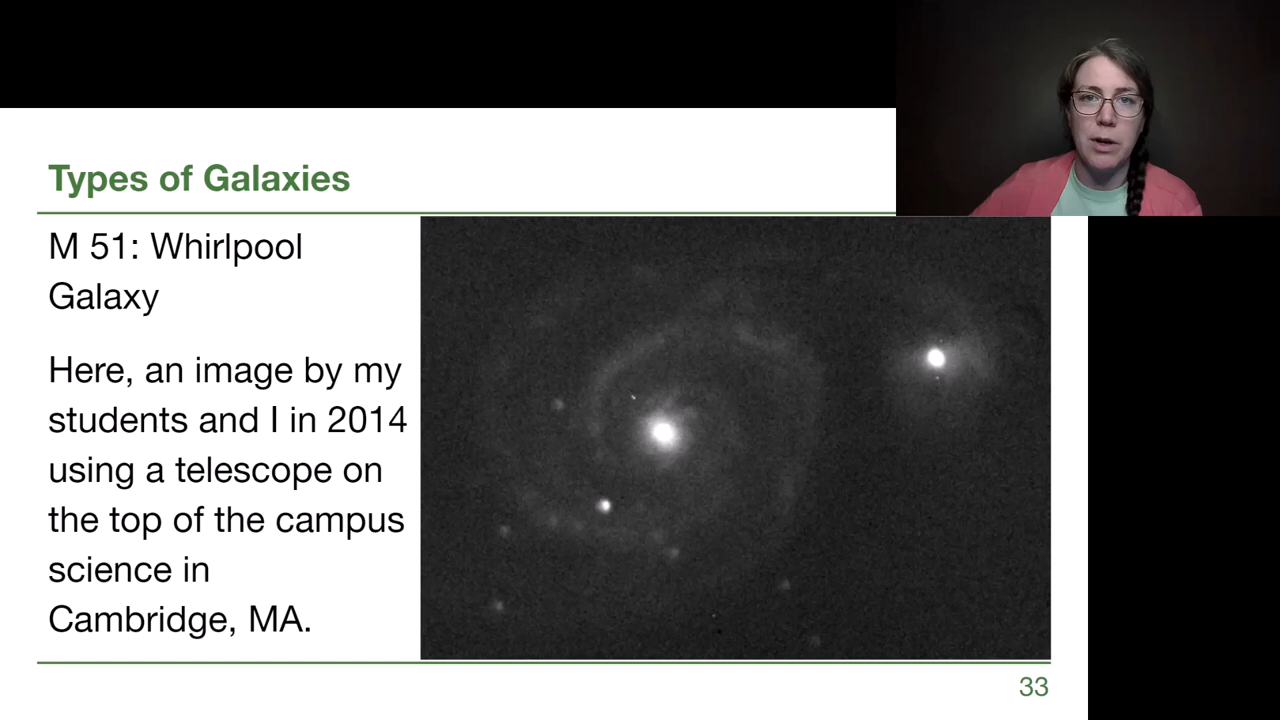 Types of Galaxies
M 51: Whirlpool
Galaxy
Here, an image by my
students and I in 2014
using a telescope on
the top of the campus
science in
Cambridge, MA.
33